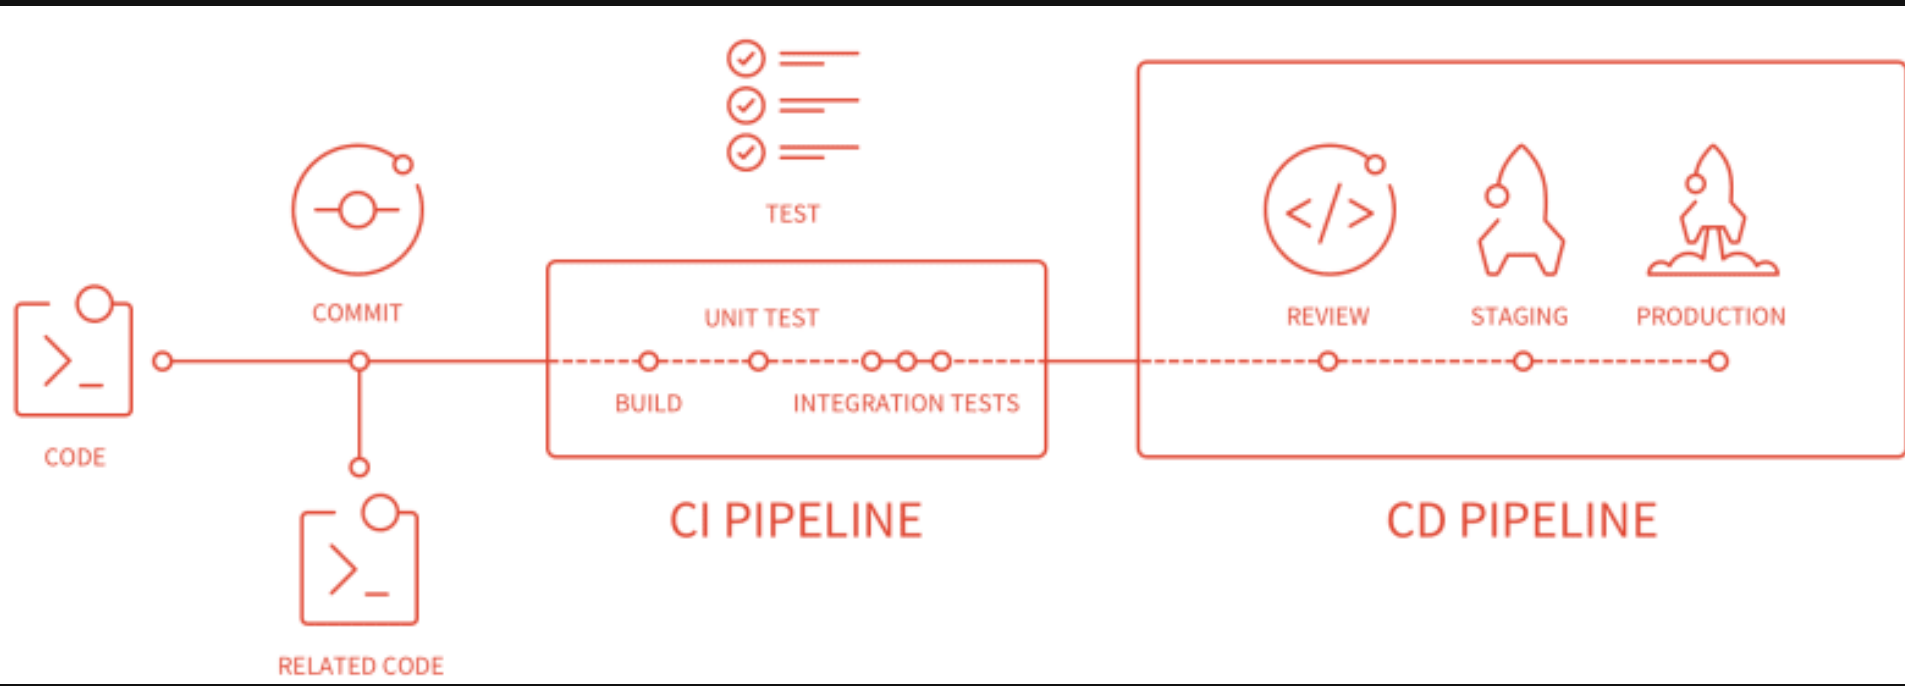 TEST
COMMIT
CODE
RELATED CODE
UNIT TEST
BUILD
INTEGRATION TESTS
CI PIPELINE
REVIEW
STAGING
PRODUCTION
CD PIPELINE